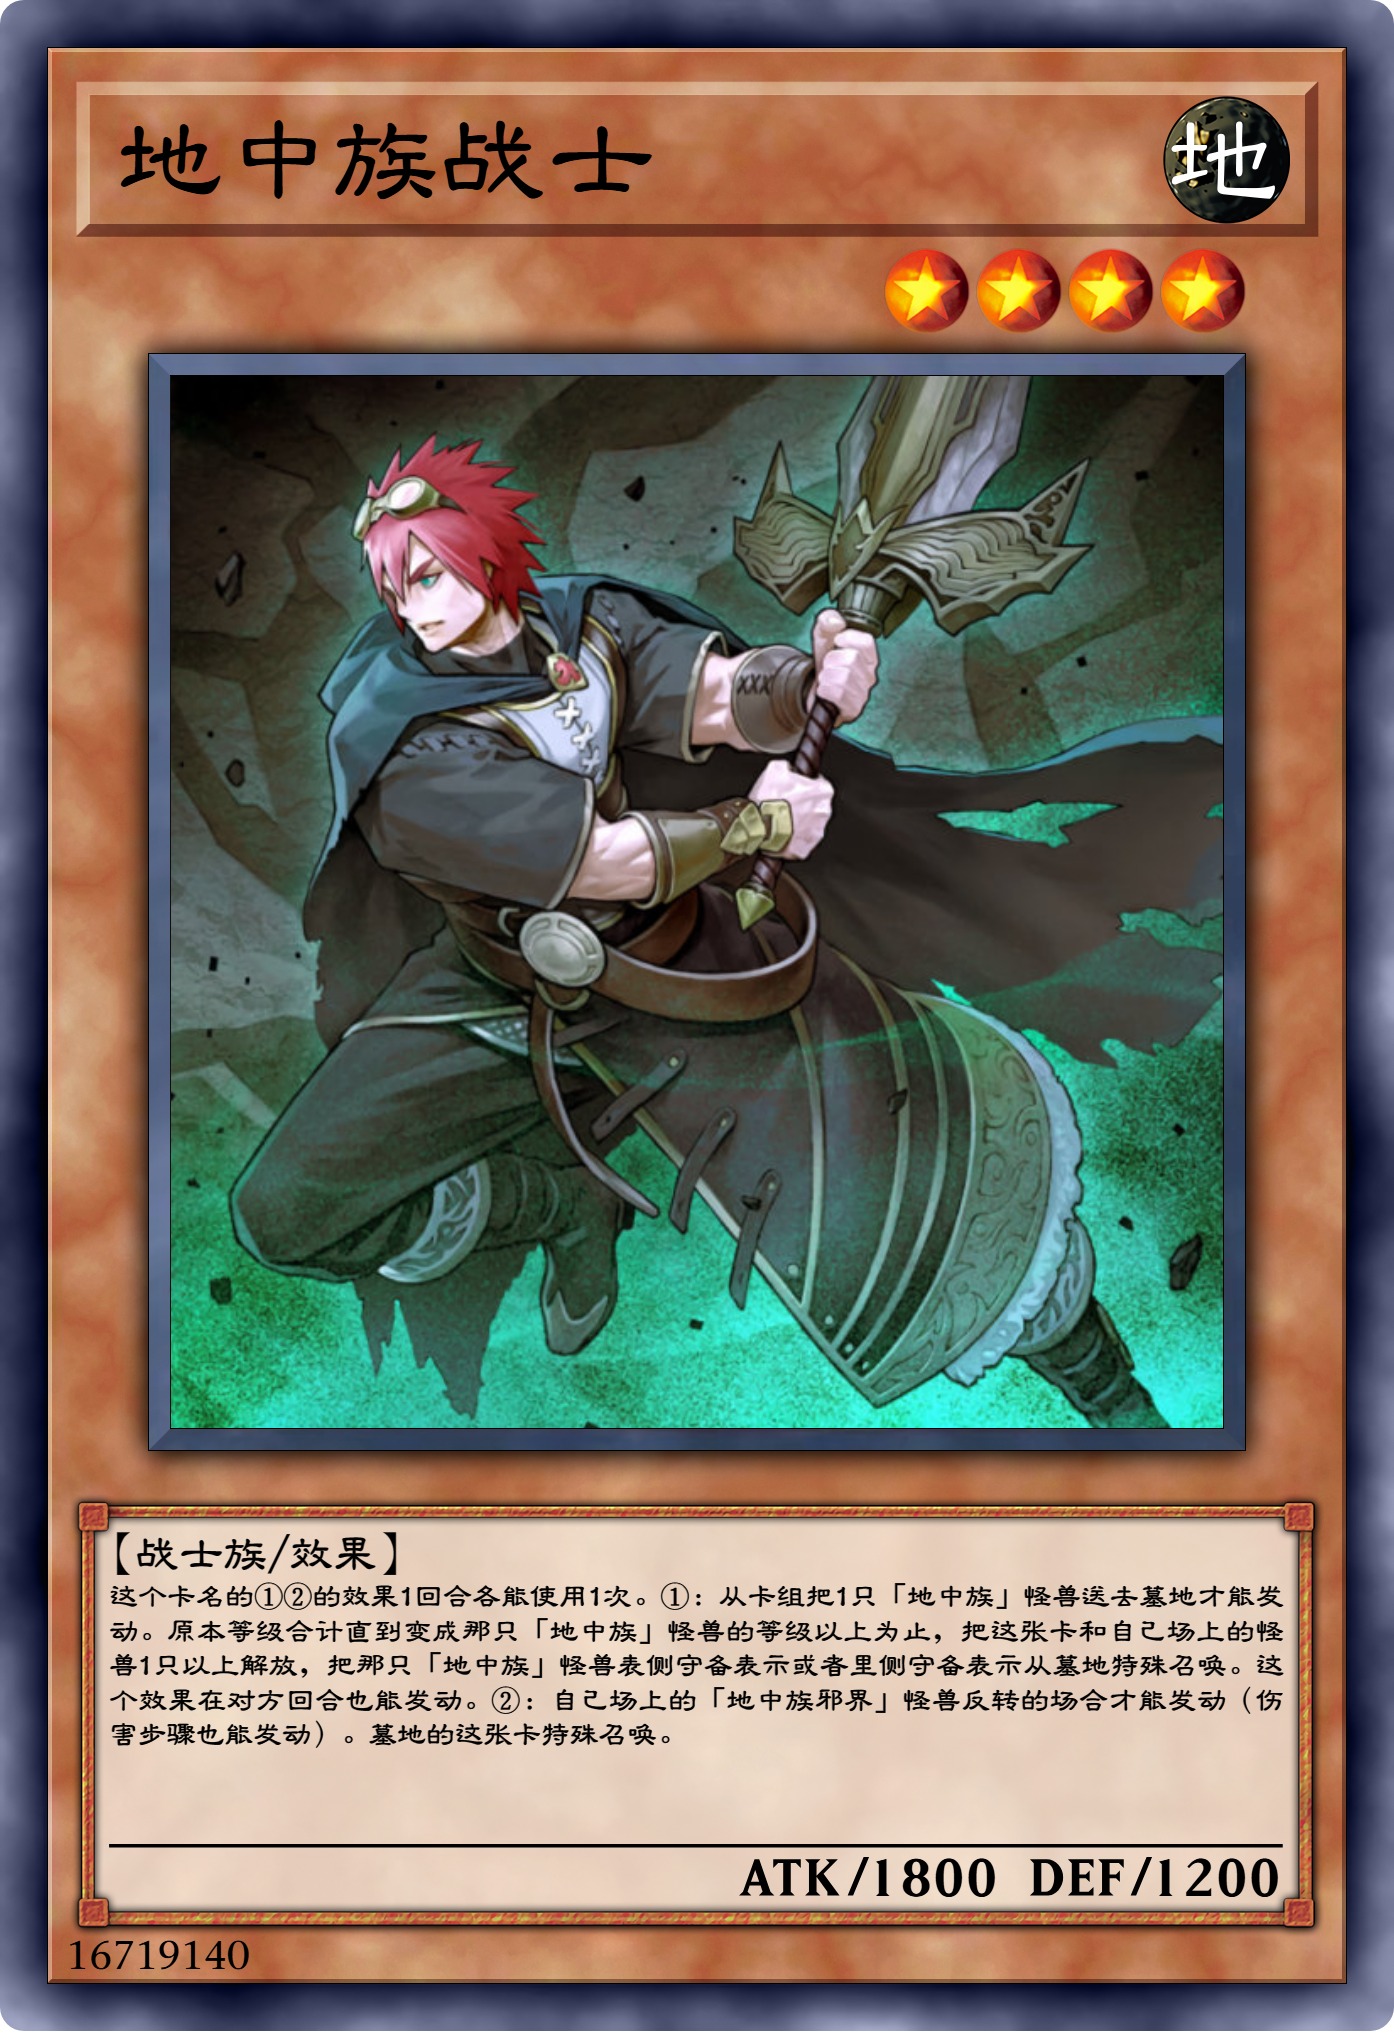 地中族战士
地
【战士族/效果】
这个卡名的①②的效果1回合各能使用1次。①：从卡组把1只「地中族」怪兽送去墓地才能发
动。原本等级合计直到变成那只「地中族」怪兽的等级以上为止，把这张卡和自己场上的怪
兽1只以上解放，把那只「地中族」怪兽表侧守备表示或者里侧守备表示从墓地特殊召唤。这
个效果在对方回合也能发动。②：自己场上的「地中族邪界」怪兽反转的场合才能发动（伤
害步骤也能发动）。墓地的这张卡特殊召唤。
ATK/1800 DEF/1200
16719140